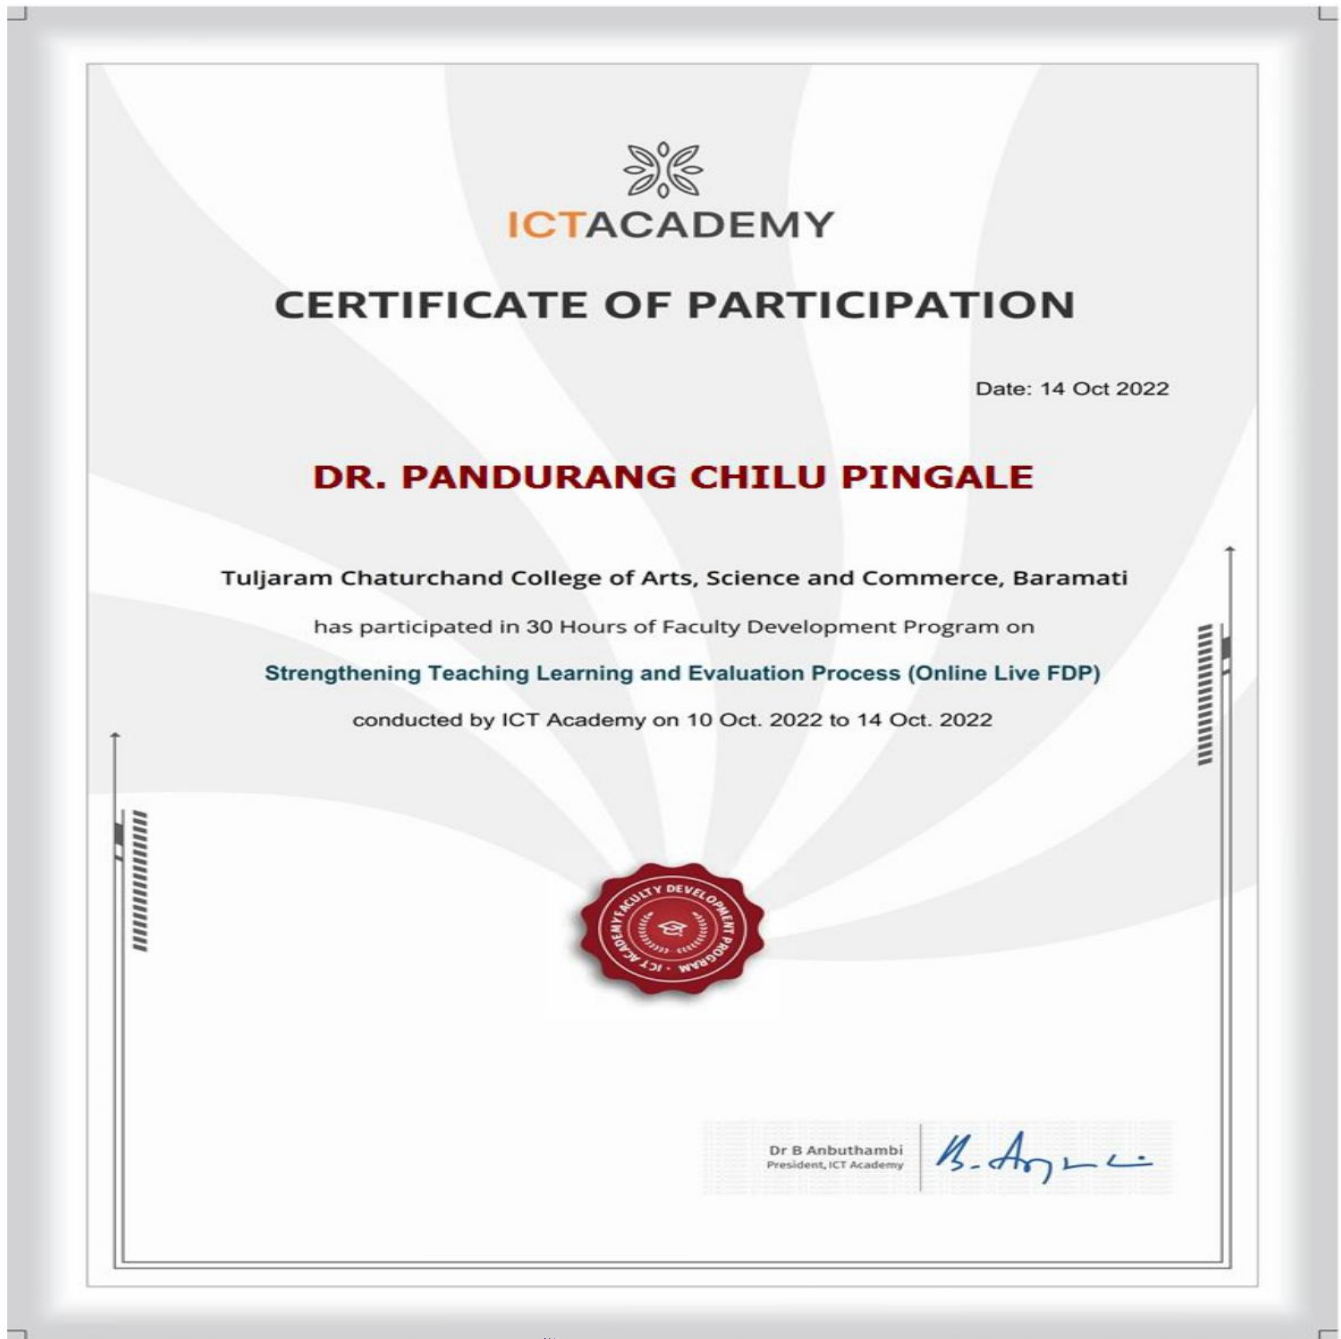 ICTACADEMY
CERTIFICATE OF PARTICIPATION
Date: 14 Oct 2022
DR. PANDURANG CHILU PINGALE
Tuljaram Chaturchand College of Arts, Science and Commerce, Baramati
has participated in 30 Hours of Faculty Development Program on
Strengthening Teaching Learning and Evaluation Process (Online Live FDP)
conducted by ICT Academy on 10 Oct. 2022 to 14 Oct. 2022
ICT ACADEMY FACULTY DEVELOPMENT PROGRAM
Dr B Anbuthambi
President, ICT Academy